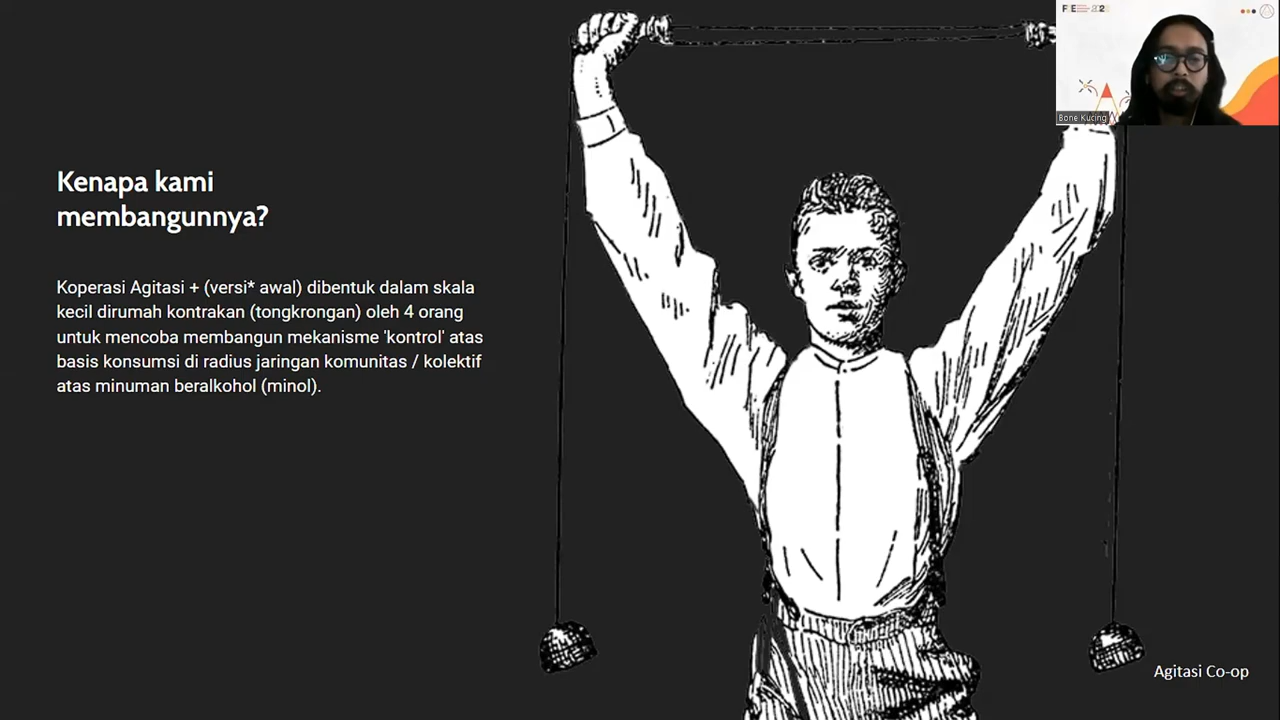 Kenapa kami
membangunnya?
Koperasi Agitasi + (versi* awal) dibentuk dalam skala
kecil dirumah kontrakan (tongkrongan) oleh 4 orang
untuk mencoba membangun mekanisme 'kontrol' atas
basis konsumsi di radius jaringan komunitas / kolektif
atas minuman beralkohol (minol).
Bone Kucing
Agitasi Co-op